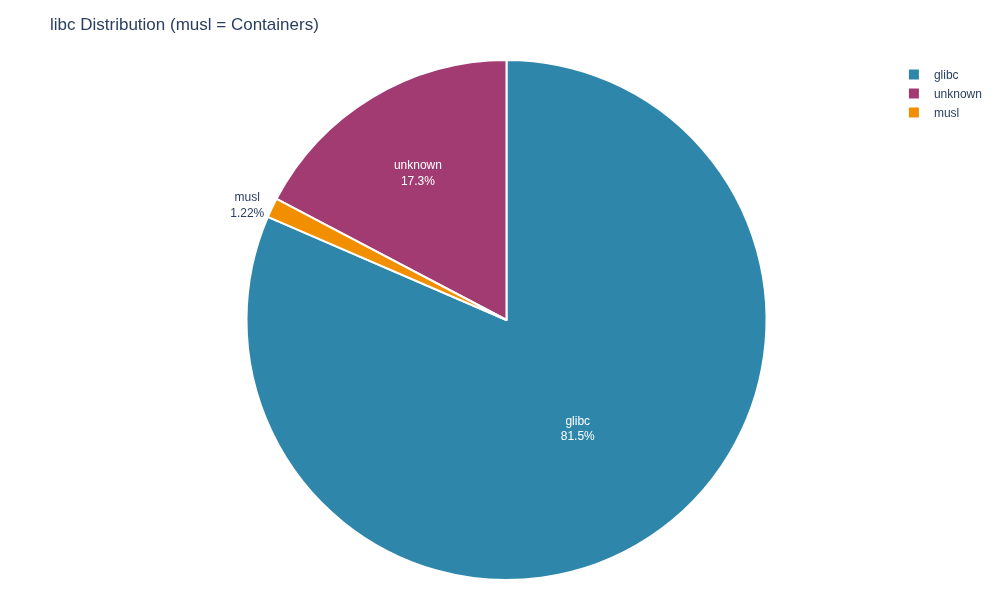 libc Distribution (musl = Containers)
glibc
unknown
musl
unknown
17.3%
musl
1.22%
glibc
81.5%